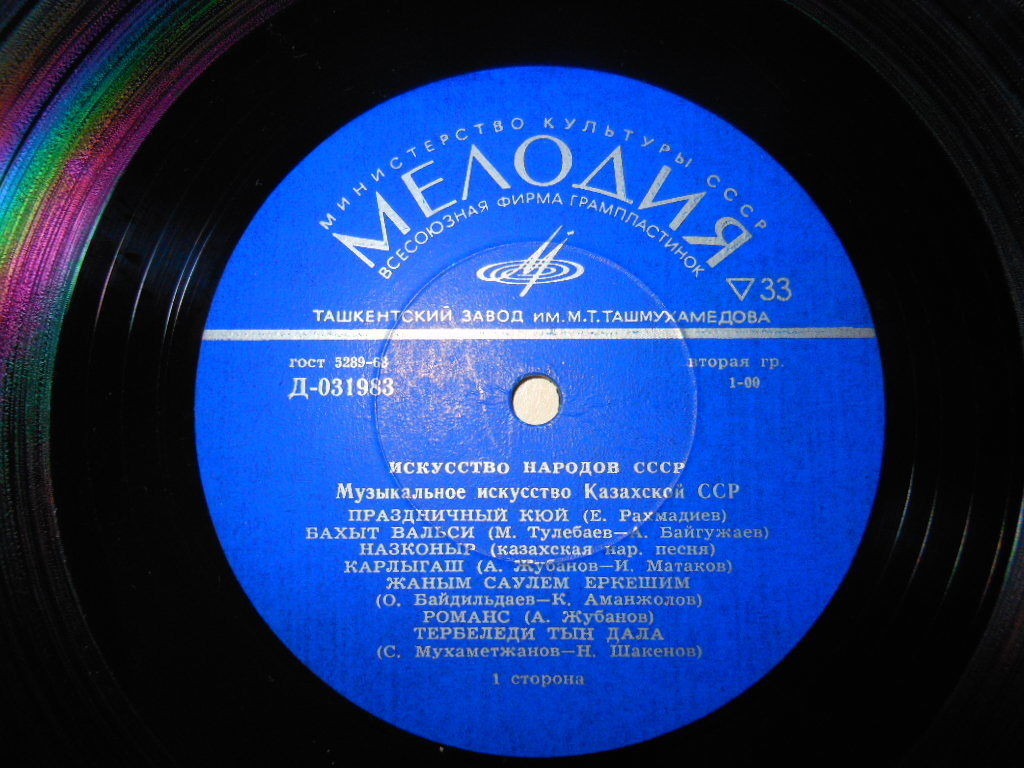 МИНИСТЕРСТВО КУЛЬТУРЫ СССР
МЕЛОДИЯ
ВСЕСОЮЗНАЯ ФИРМА ГРАМПЛАСТИНОК
33
ТАШКЕНТСКИЙ ЗАВОД ИМ. М.Т. ТАШМУХАМЕДОВА
ГОСТ 5289-68 вторая гр.
Д-031983 1-00
ИСКУССТВО НАРОДОВ СССР
Музыкальное искусство Казахской ССР
ПРАЗДНИЧНЫЙ КЮЙ (Е. Рахмадиев)
БАХЫТ ВАЛЬСИ (М. Тулебаев—К. Байгужаев)
НАЗКОНЫР (казахская нар. песня)
КАРЛЫГАШ (А. Жубанов—И. Матаков)
ЖАНЫМ САУЛЕМ ЕРКЕШИМ
(О. Байдильдаев—К. Аманжолов)
РОМАНС (А. Жубанов)
ТЕРБЕЛЕДИ ТЫН ДАЛА
(С. Мухаметжанов—Н. Шакенов)
1 сторона